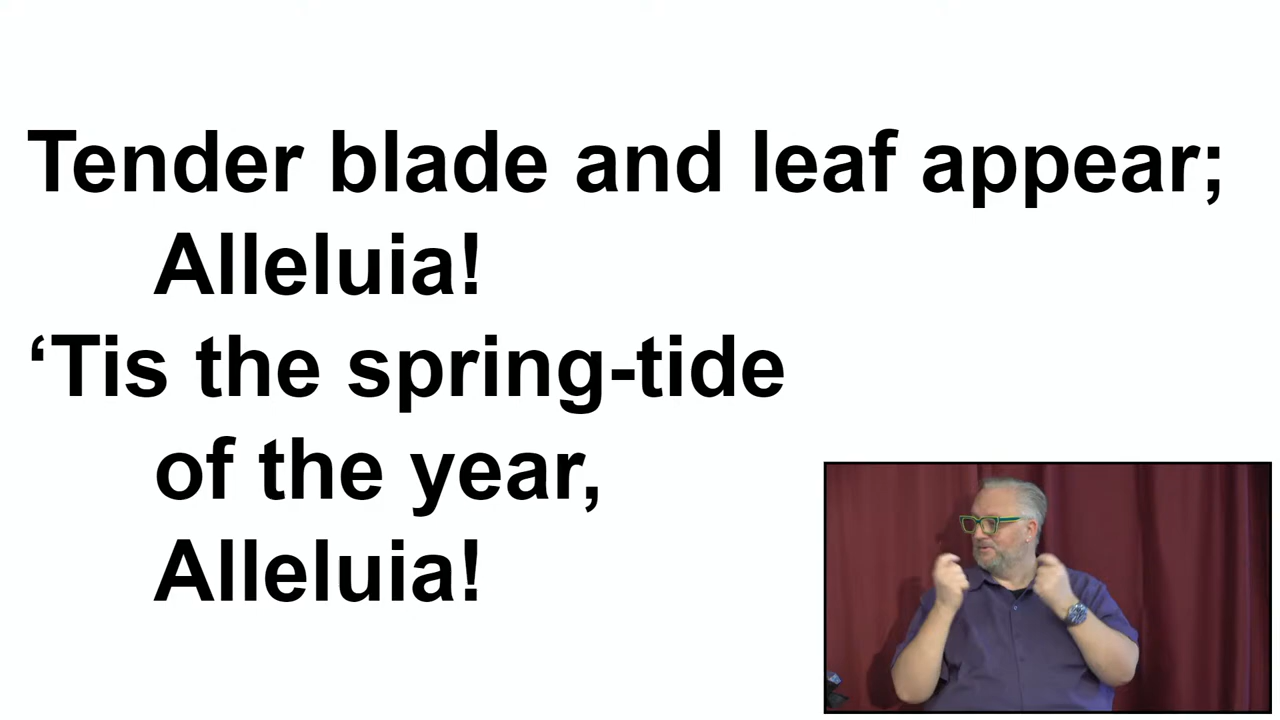 Tender blade and leaf appear;
Alleluia!
‘Tis the spring-tide
of the year,
Alleluia!